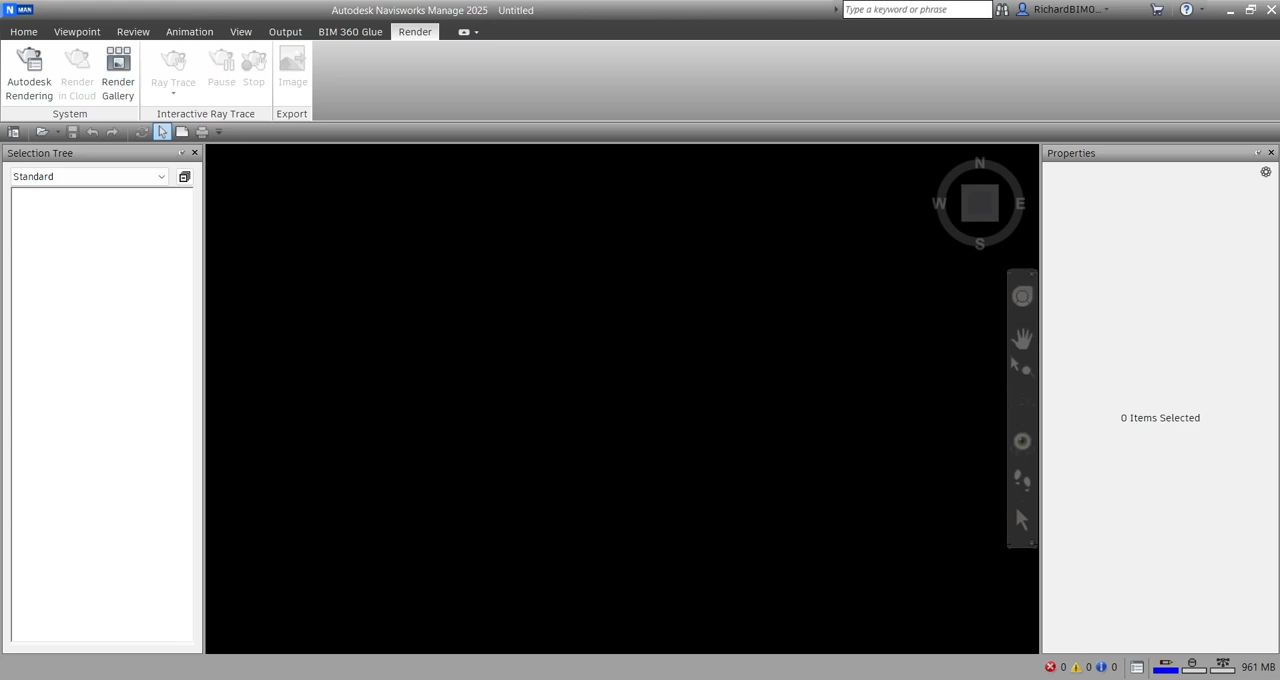 N MAN
Autodesk Navisworks Manage 2025 Untitled
Type a keyword or phrase
RichardBIMO...
Home Viewpoint Review Animation View Output BIM 360 Glue Render
Autodesk Rendering
Render in Cloud
Render Gallery
Ray Trace
Pause
Stop
Image
System
Interactive Ray Trace
Export
Selection Tree
Standard
N
W
E
S
Properties
0 Items Selected
0 0 0
961 MB